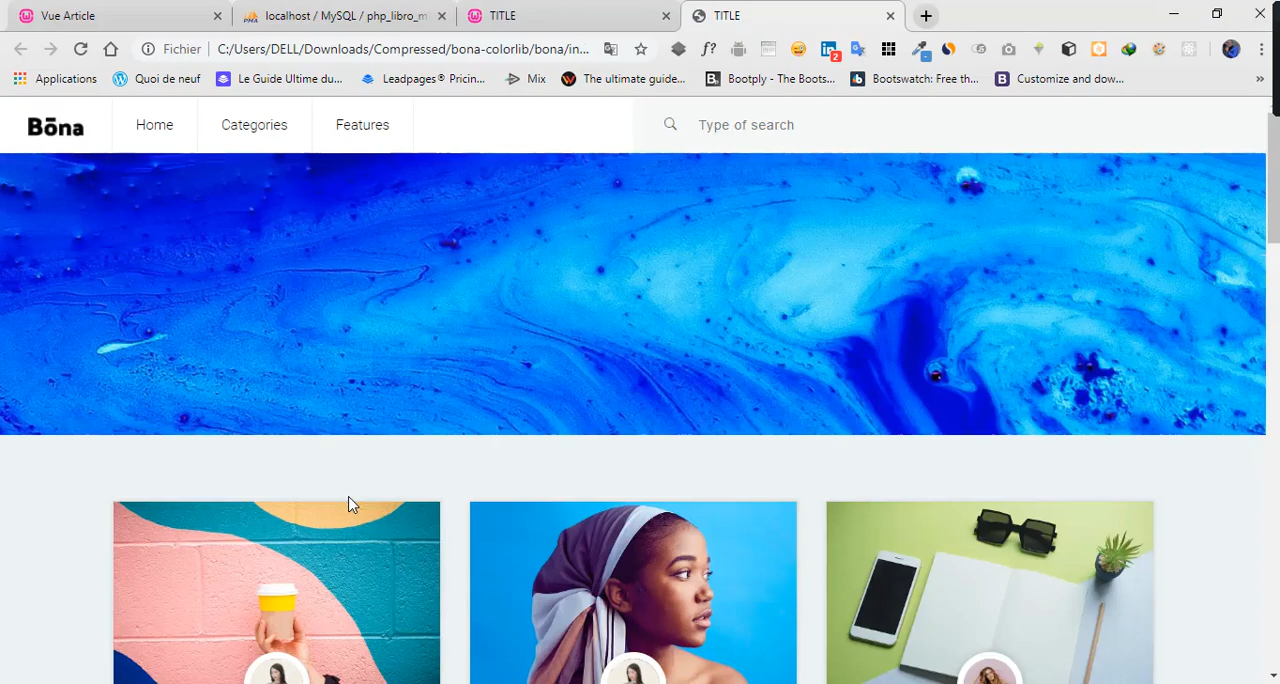 Vue Article
localhost / MySQL / php_libro_m
TITLE
TITLE
Fichier
C:/Users/DELL/Downloads/Compressed/bona-colorlib/bona/in...
f?
2
Applications
Quoi de neuf
Le Guide Ultime du...
Leadpages® Pricin...
Mix
The ultimate guide...
Bootply - The Boos...
Bootswatch: Free th...
Customize and dow...
»
Bōna
Home
Categories
Features
Type of search